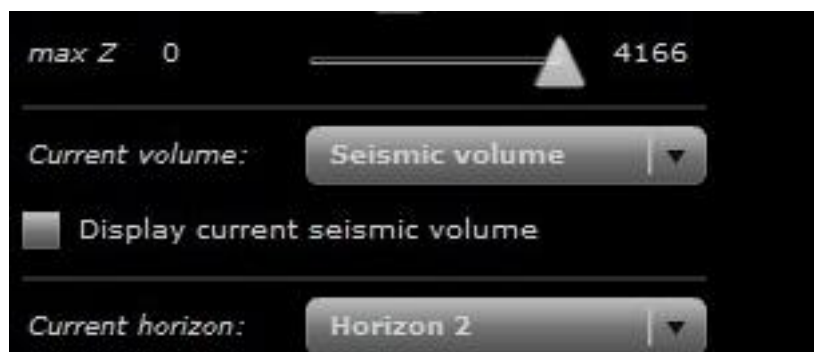 max Z 0 4166
Current volume: Seismic volume
Display current seismic volume
Current horizon: Horizon 2